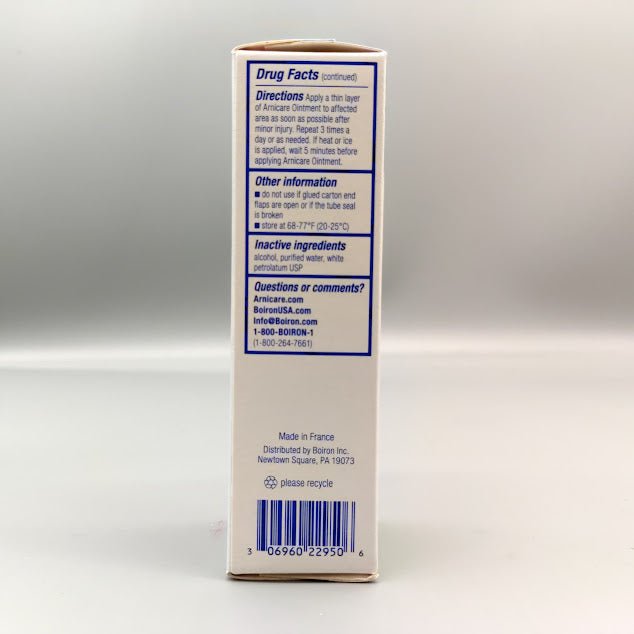 Drug Facts (continued)
Directions Apply a thin layer
of Arnicare Ointment to affected
area as soon as possible after
minor injury. Repeat 3 times a
day or as needed. If heat or ice
is applied, wait 5 minutes before
applying Arnicare Ointment.
Other information
■ do not use if glued carton end
flaps are open or if the tube seal
is broken
■ store at 68-77°F (20-25°C)
Inactive ingredients
alcohol, purified water, white
petrolatum USP
Questions or comments?
Arnicare.com
BoironUSA.com
Info@Boiron.com
1-800-BOIRON-1
(1-800-264-7661)
Made in France
Distributed by Boiron Inc.
Newtown Square, PA 19073
please recycle
3 06960 22950 6